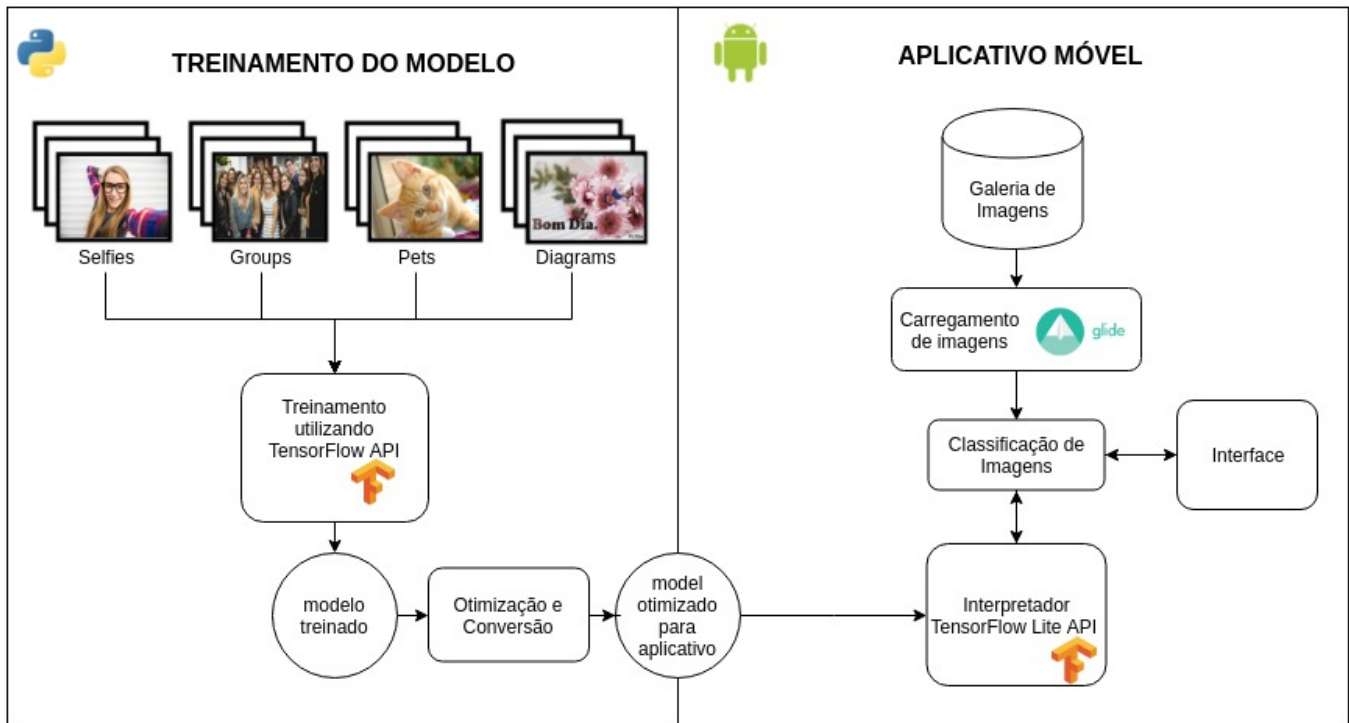 TREINAMENTO DO MODELO
Bom Dia.
Selfies
Groups
Pets
Diagrams
Treinamento
utilizando
TensorFlow API
modelo
treinado
Otimização e
Conversão
model
otimizado
para
aplicativo
APLICATIVO MÓVEL
Galeria de
Imagens
Carregamento
de imagens
glide
Classificação de
Imagens
Interface
Interpretador
TensorFlow Lite API